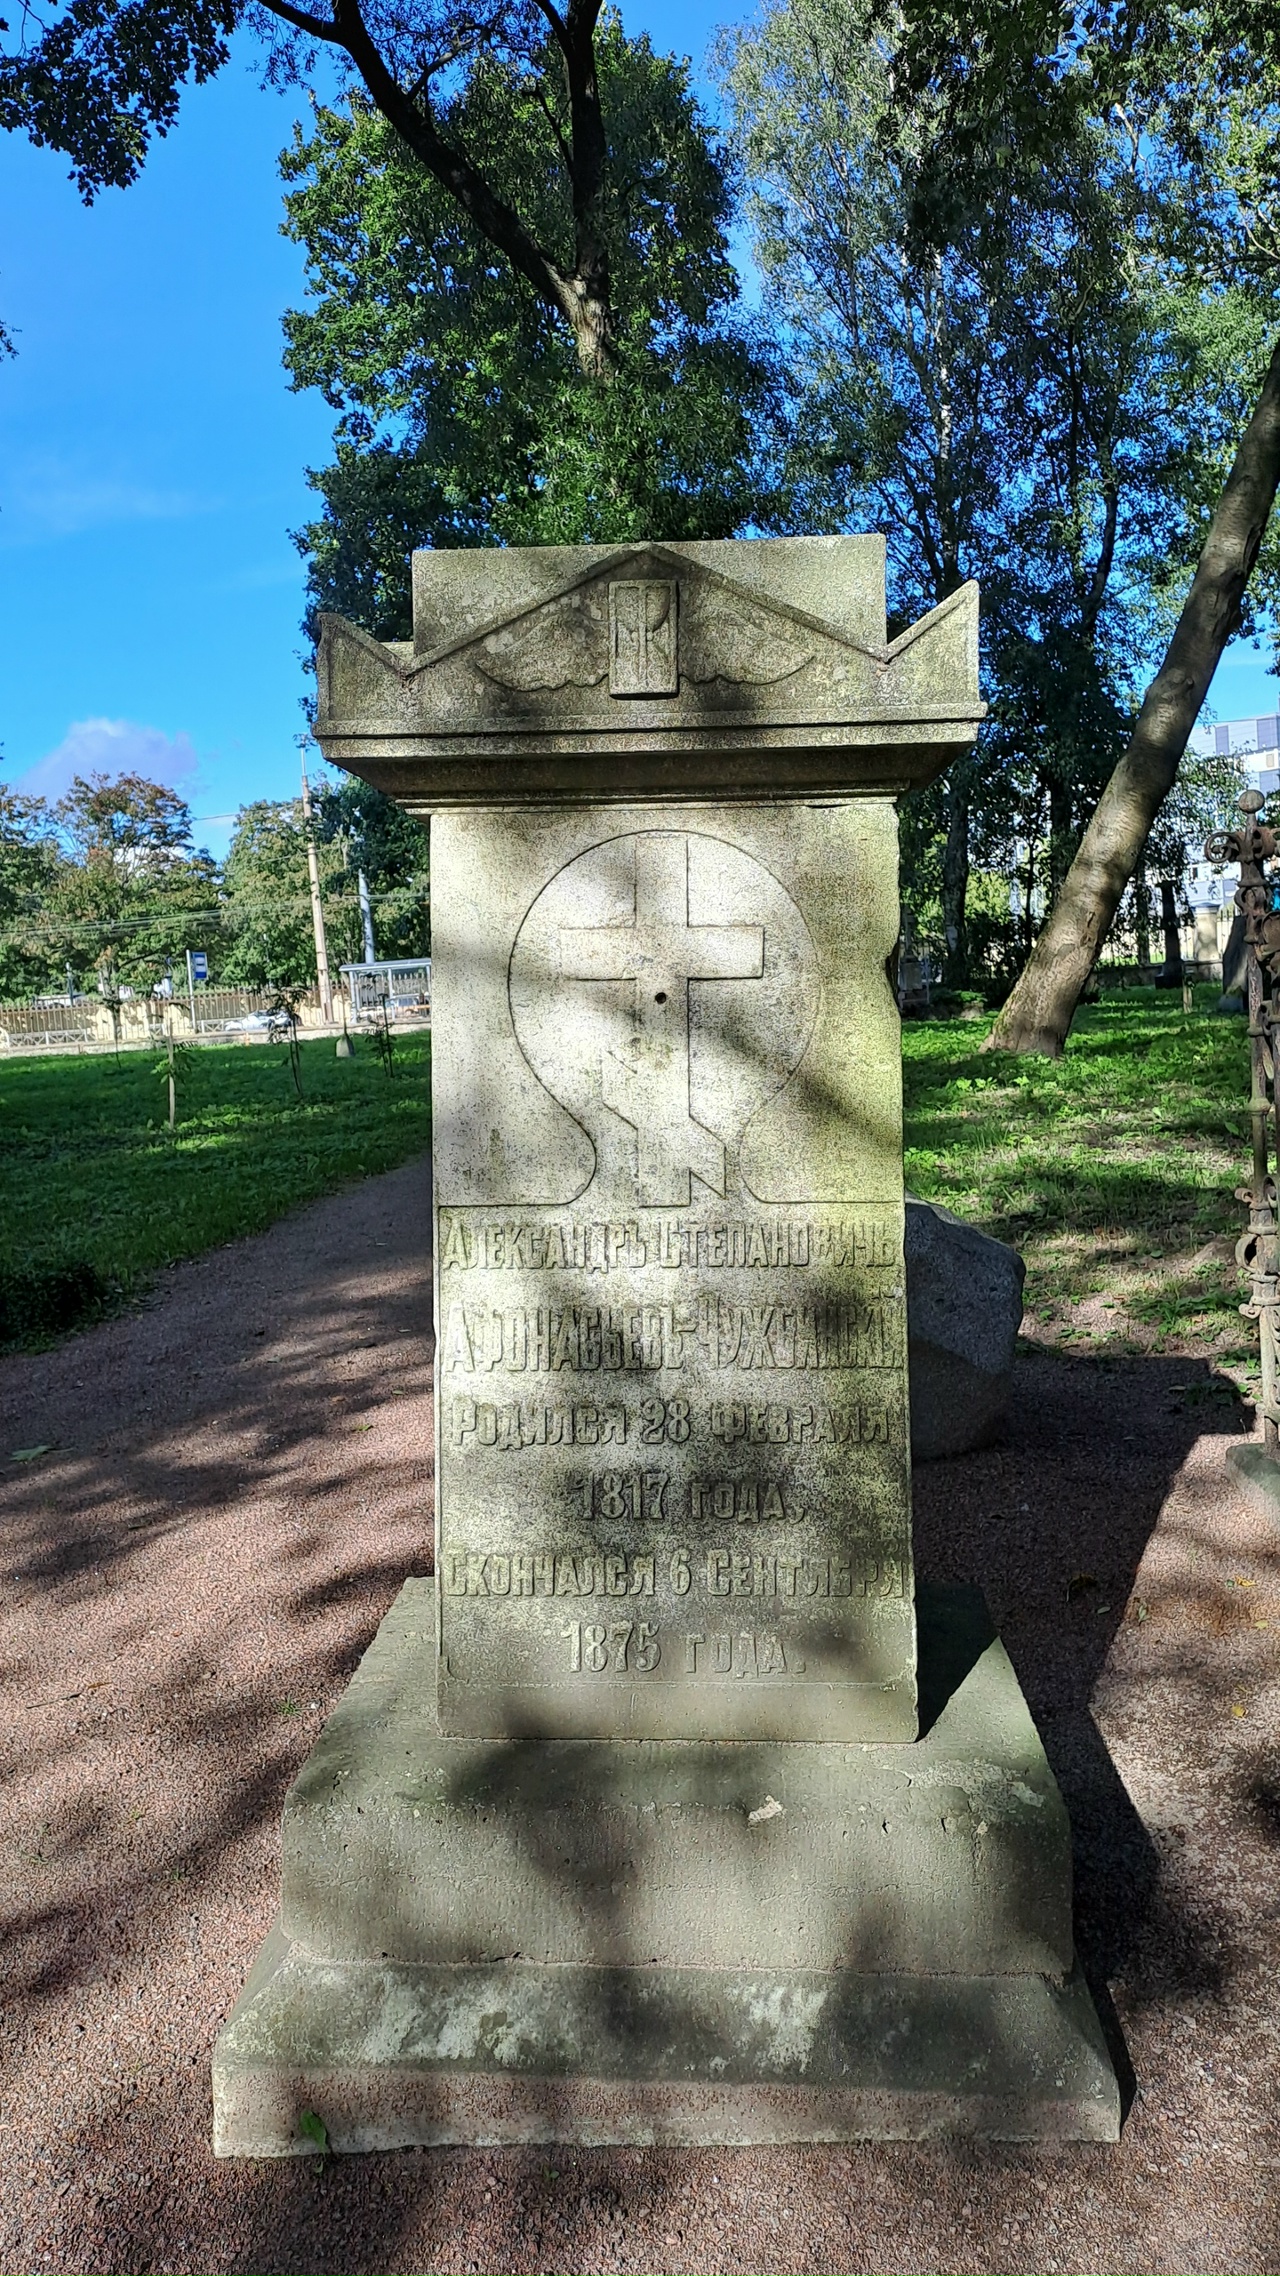 Александръ Степановичъ
Афонасьевъ-Чужбинскій
Родился 28 февраля
1817 года,
Скончался 6 Сентября
1875 года.